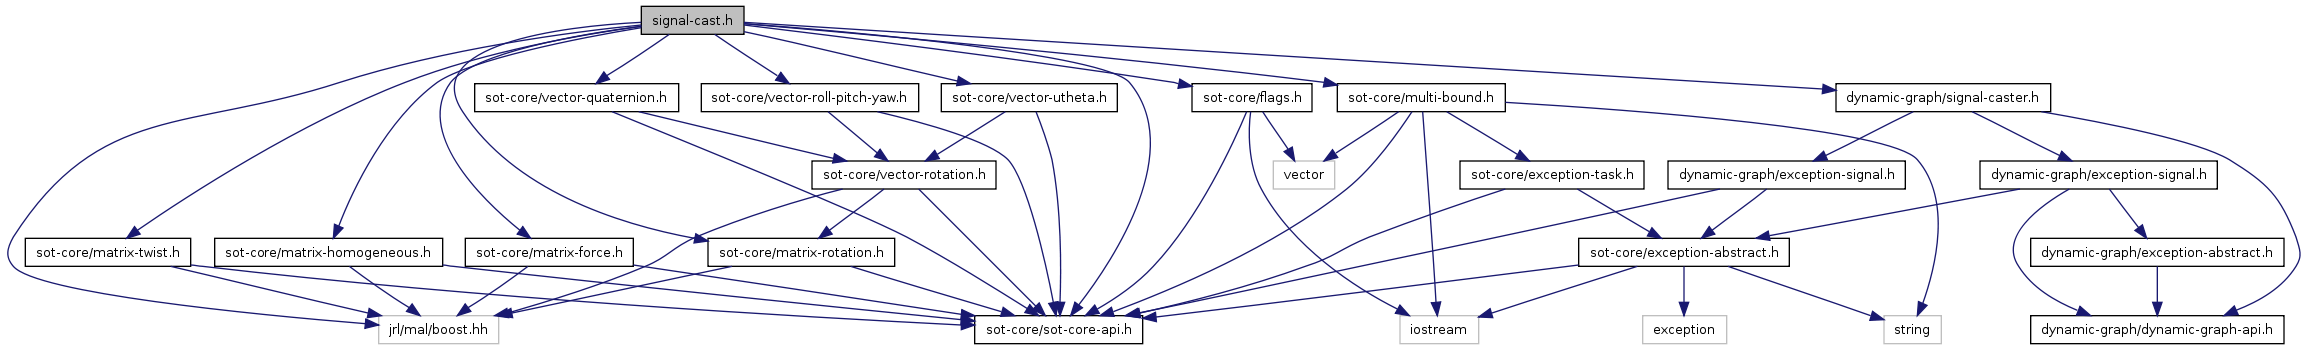 signal-cast.h
sot-core/vector-quaternion.h
sot-core/vector-roll-pitch-yaw.h
sot-core/vector-utheta.h
sot-core/flags.h
sot-core/multi-bound.h
dynamic-graph/signal-caster.h
sot-core/vector-rotation.h
vector
sot-core/exception-task.h
dynamic-graph/exception-signal.h
dynamic-graph/exception-signal.h
sot-core/matrix-twist.h
sot-core/matrix-homogeneous.h
sot-core/matrix-force.h
sot-core/matrix-rotation.h
sot-core/exception-abstract.h
dynamic-graph/exception-abstract.h
jrl/mal/boost.hh
sot-core/sot-core-api.h
iostream
exception
string
dynamic-graph/dynamic-graph-api.h